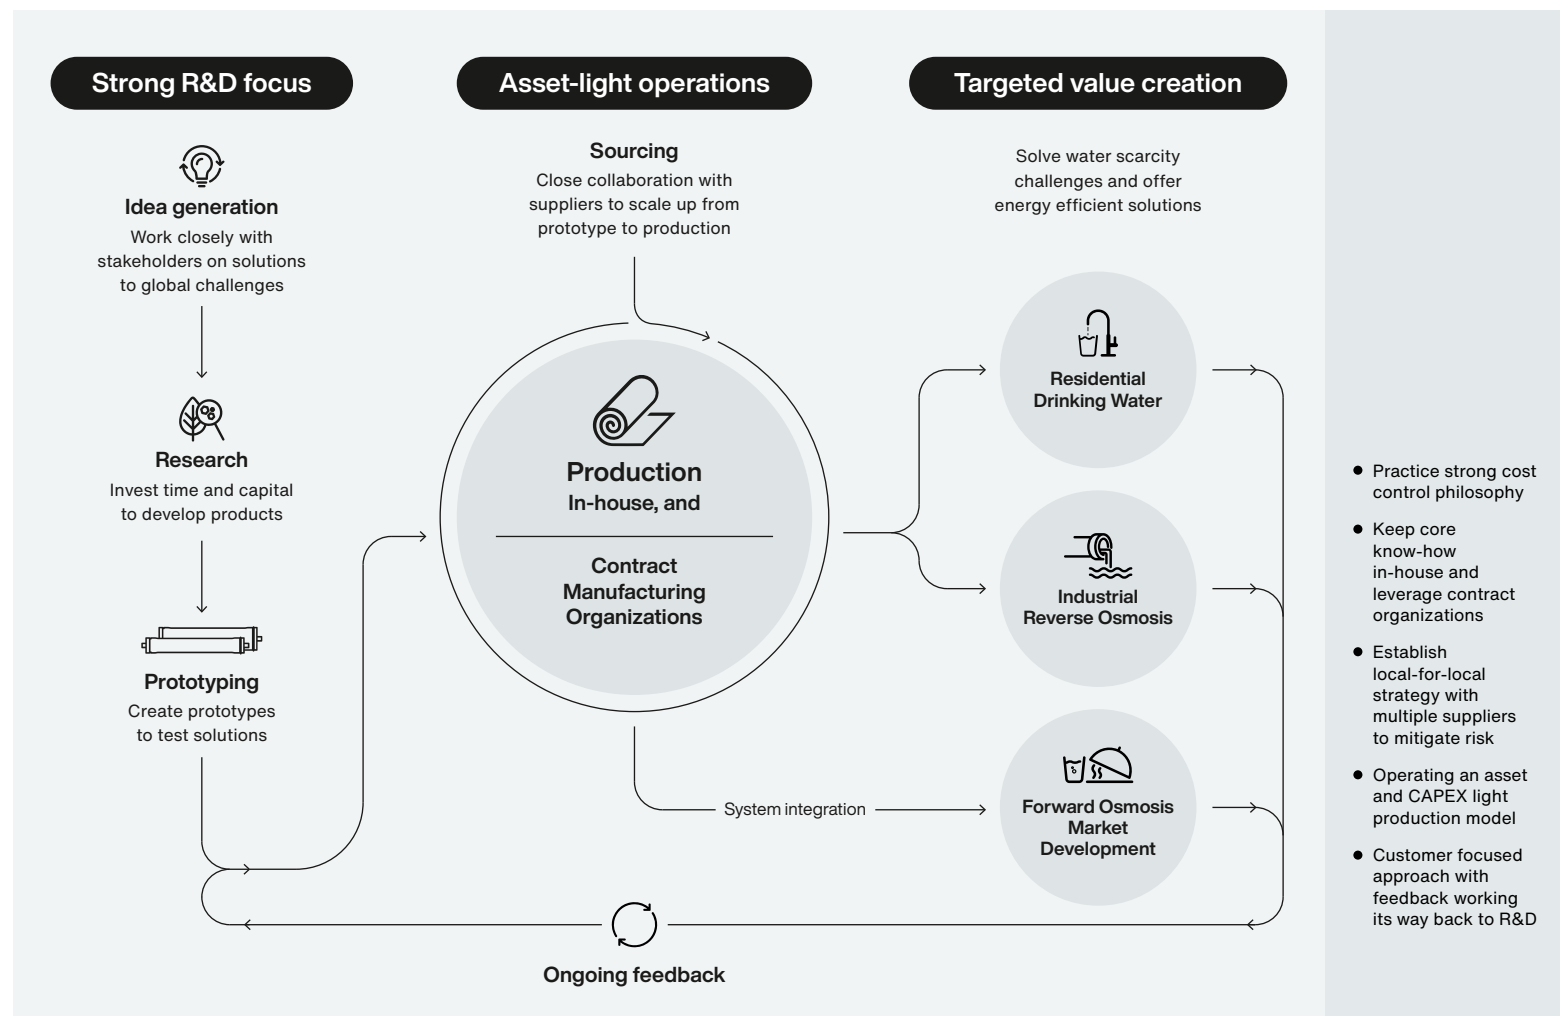 Strong R&D focus
Idea generation
Work closely with
stakeholders on solutions
to global challenges
Research
Invest time and capital
to develop products
Prototyping
Create prototypes
to test solutions
Asset-light operations
Sourcing
Close collaboration with
suppliers to scale up from
prototype to production
Production
In-house, and
Contract
Manufacturing
Organizations
System integration
Targeted value creation
Solve water scarcity
challenges and offer
energy efficient solutions
Residential
Drinking Water
Industrial
Reverse Osmosis
Forward Osmosis
Market
Development
Ongoing feedback
● Practice strong cost
control philosophy
● Keep core
know-how
in-house and
leverage contract
organizations
● Establish
local-for-local
strategy with
multiple suppliers
to mitigate risk
● Operating an asset
and CAPEX light
production model
● Customer focused
approach with
feedback working
its way back to R&D